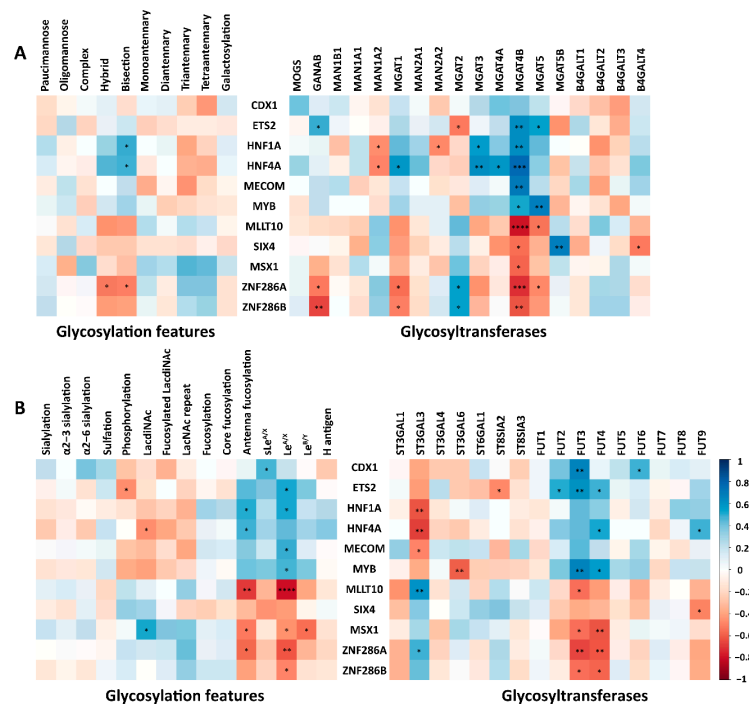 A
Paucimannose
Oligomannose
Complex
Hybrid
Bisection
Monoantennary
Diantennary
Triantennary
Tetraantennary
Galactosylation
MOGS
GANAB
MAN1B1
MAN1A1
MAN1A2
MGAT1
MAN2A1
MAN2A2
MGAT2
MGAT3
MGAT4A
MGAT4B
MGAT5
MGAT5B
B4GALT1
B4GALT2
B4GALT3
B4GALT4
CDX1
ETS2 * * ** *
HNF1A * * * * **
HNF4A * * * ** * ***
MECOM **
MYB * **
MLLT10 **** *
SIX4 * ** *
MSX1 *
* * ZNF286A * * * *** *
ZNF286B ** * * **
Glycosylation features
Glycosyltransferases
B
Sialylation
α2−3 sialylation
α2−6 sialylation
Sulfation
Phosphorylation
LacdiNAc
Fucosylated LacdiNAc
LacNAc repeat
Fucosylation
Core fucosylation
Antenna fucosylation
sLeA/X
LeA/X
LeB/Y
H antigen
ST3GAL1
ST3GAL3
ST3GAL4
ST3GAL6
ST6GAL1
ST8SIA2
ST8SIA3
FUT1
FUT2
FUT3
FUT4
FUT5
FUT6
FUT7
FUT8
FUT9
* CDX1 ** *
* * ETS2 * * ** *
* * HNF1A **
* * HNF4A ** * *
* MECOM *
* MYB ** ** *
** **** MLLT10 ** *
SIX4 *
* * * * MSX1 * **
* ** ZNF286A * ** **
* ZNF286B * *
1
0.8
0.6
0.4
0.2
0
−0.2
−0.4
−0.6
−0.8
−1
Glycosylation features
Glycosyltransferases